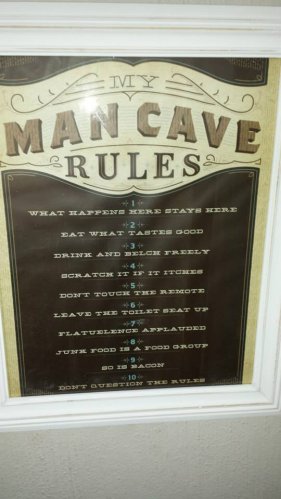 MY
MAN CAVE
RULES
1
WHAT HAPPENS HERE STAYS HERE
2
EAT WHAT TASTES GOOD
3
DRINK AND BELCH FREELY
4
SCRATCH IT IF IT ITCHES
5
DONT TOUCH THE REMOTE
6
LEAVE THE TOILET SEAT UP
7
FLATUELENCE APPLAUDED
8
JUNK FOOD IS A FOOD GROUP
9
SO IS BACON
10
DONT QUESTION THE RULES